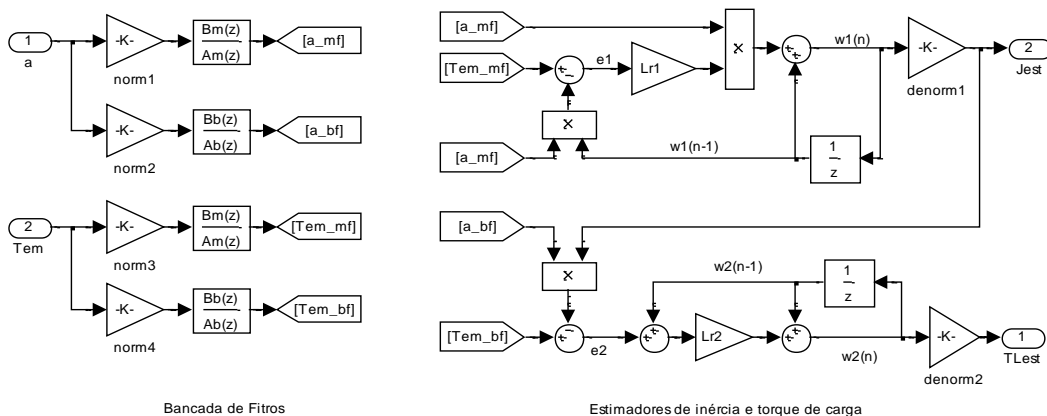 1
a
-K-
norm1
Bm(z)
Am(z)
[a_mf]
-K-
norm2
Bb(z)
Ab(z)
[a_bf]
2
Tem
-K-
norm3
Bm(z)
Am(z)
[Tem_mf]
-K-
norm4
Bb(z)
Ab(z)
[Tem_bf]
Bancada de Fitros
[a_mf]
[Tem_mf]
e1
Lr1
x
w1(n)
-K-
denorm1
2
Jest
x
[a_mf]
w1(n-1)
1
z
[a_bf]
x
w2(n-1)
1
z
[Tem_bf]
e2
Lr2
w2(n)
-K-
denorm2
1
TLest
Estimadores de inércia e torque de carga